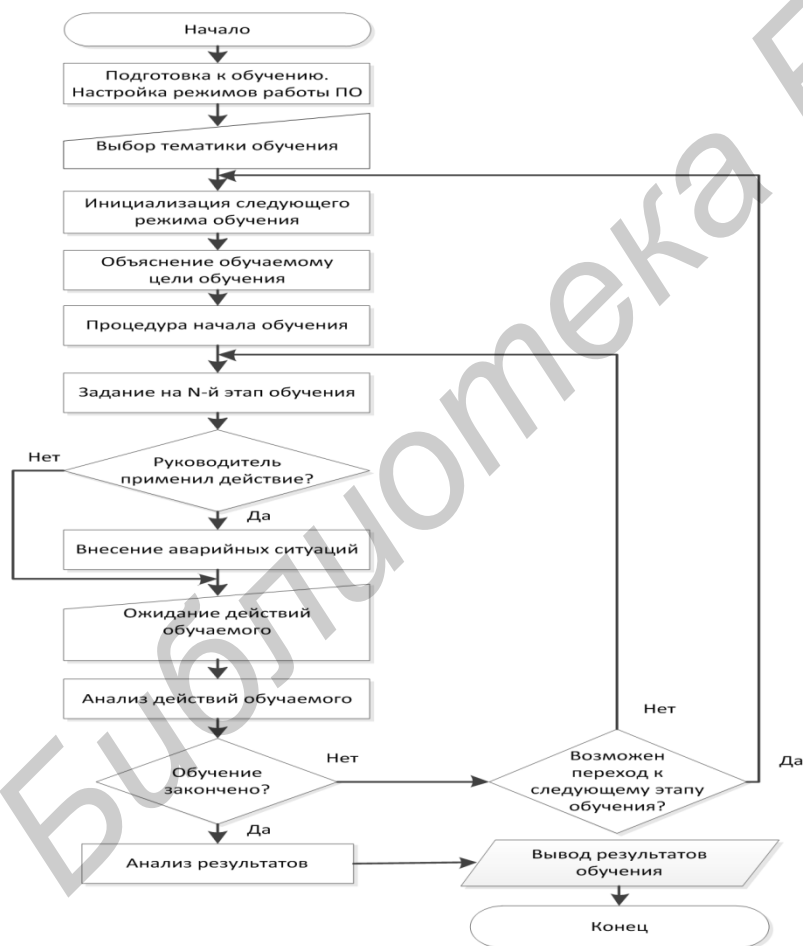 Начало
Подготовка к обучению.
Настройка режимов работы ПО
Выбор тематики обучения
Инициализация следующего
режима обучения
Объяснение обучаемому
цели обучения
Процедура начала обучения
Задание на N-й этап обучения
Нет
Руководитель
применил действие?
Да
Внесение аварийных ситуаций
Ожидание действий
обучаемого
Анализ действий обучаемого
Обучение
закончено?
Нет
Нет
Возможен
переход к
следующему этапу
обучения?
Да
Да
Анализ результатов
Вывод результатов
обучения
Конец
Библиотека Б